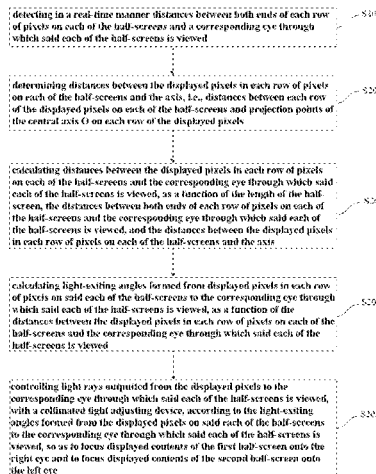 detecting in a real-time manner distances between both ends of each row
of pixels on each of the half-screens and a corresponding eye through
which said each of the half-screens is viewed
determining distances between the displayed pixels in each row of pixels
on each of the half-screens and the axis, i.e., distances between each row
of the displayed pixels on each of the half-screens and projection points of
the central axis O on each row of the displayed pixels
calculating distances between the displayed pixels in each row of pixels
on each of the half-screens and the corresponding eye through which said
each of the half-screens is viewed, as a function of the length of the half-
screen, the distances between both ends of each row of pixels on each of
the half-screens and the corresponding eye through which said each of
the half-screens is viewed, and the distances between the displayed pixels
in each row of pixels on each of the half-screens and the axis
calculating light-exiting angles formed from displayed pixels in each row
of pixels on said each of the half-screens to the corresponding eye through
which said each of the half-screens is viewed, as a function of the
distances between the displayed pixels in each row of pixels on each of the
half-screens and the corresponding eye through which said each of the
half-screens is viewed
controlling light rays outputted from the displayed pixels to the
corresponding eye through which said each of the half-screens is viewed,
with a collimated light adjusting device, according to the light-exiting
angles formed from the displayed pixels on said each of the half-screens
to the corresponding eye through which said each of the half-screens is
viewed, so as to focus displayed contents of the first half-screen onto the
right eye and to focus displayed contents of the second half-screen onto
the left eye